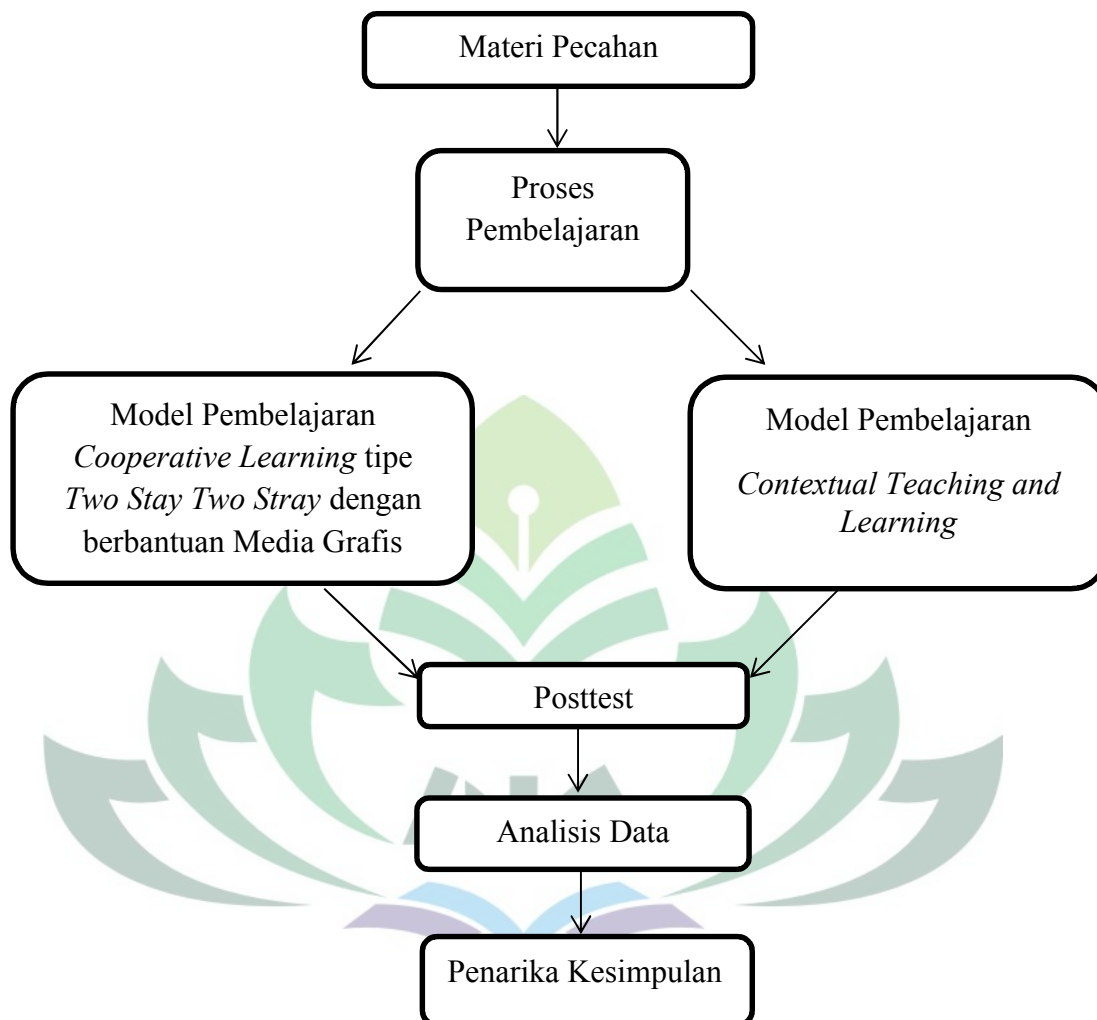 Materi Pecahan
Proses
Pembelajaran
Model Pembelajaran
Cooperative Learning tipe
Two Stay Two Stray dengan
berbantuan Media Grafis
Model Pembelajaran
Contextual Teaching and
Learning
Posttest
Analisis Data
Penarika Kesimpulan